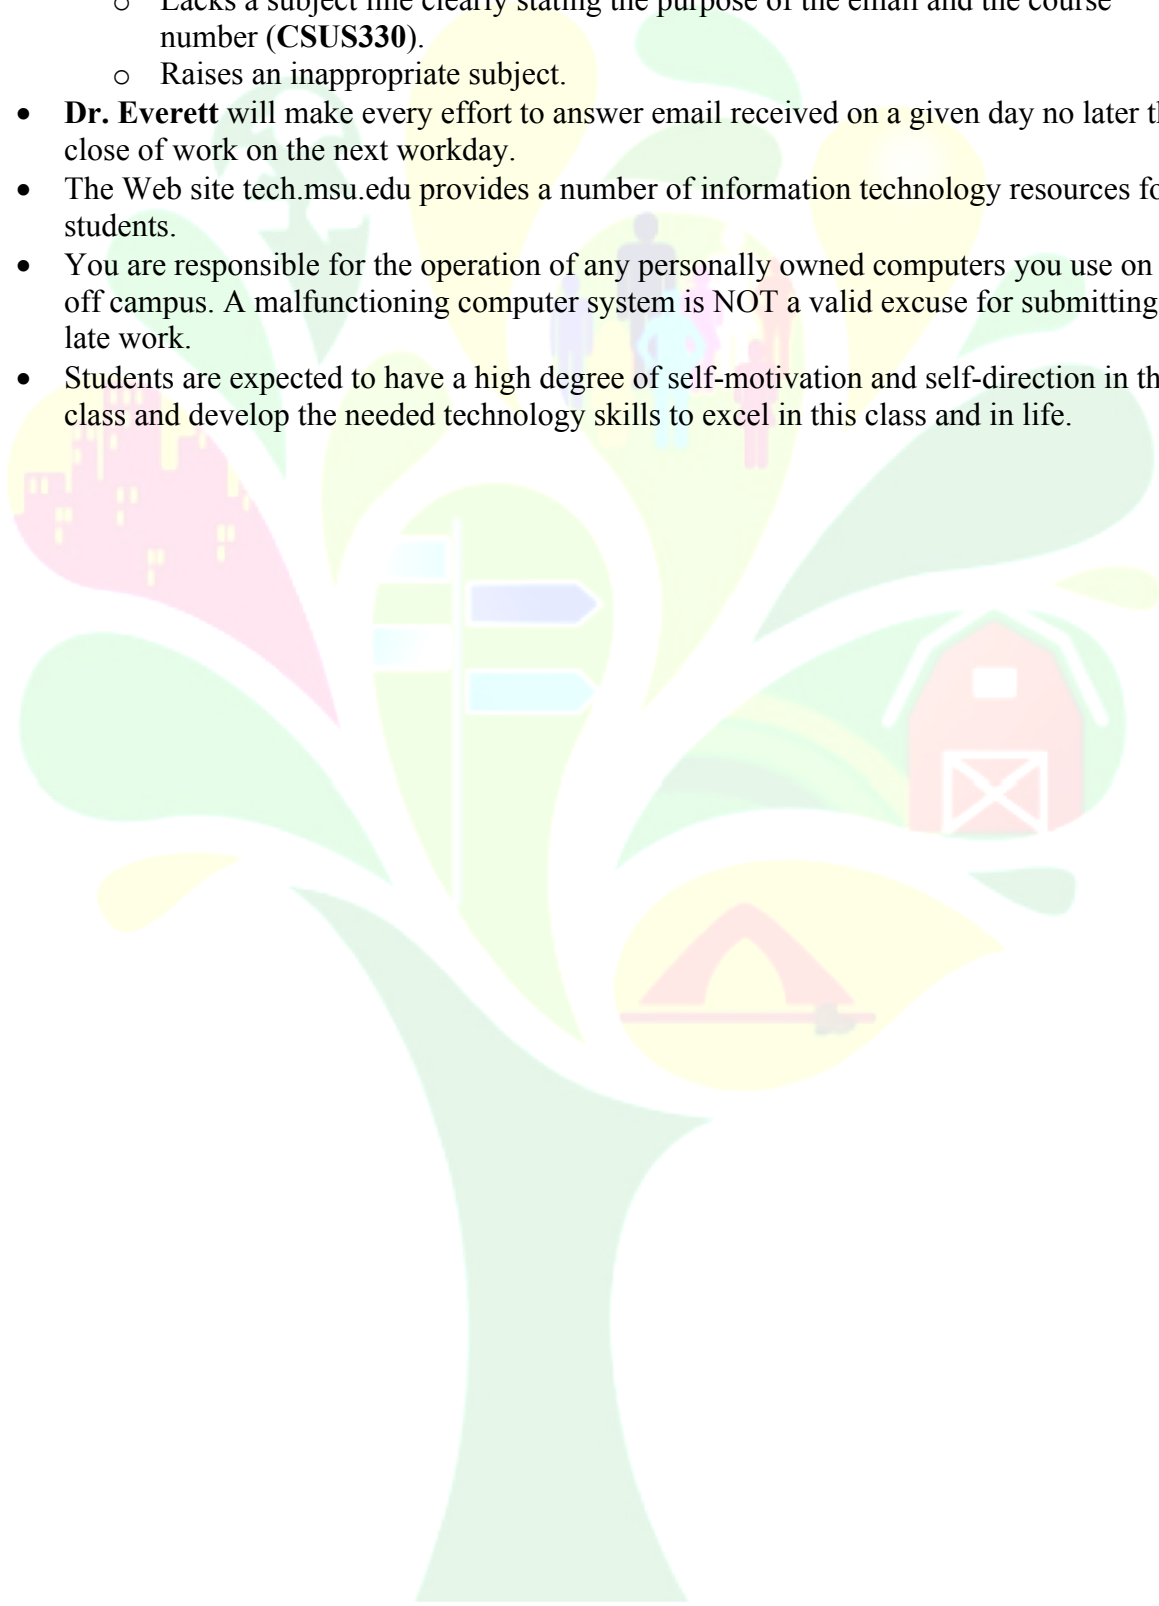 o Lacks a subject line clearly stating the purpose of the email and the course
number (CSUS330).
o Raises an inappropriate subject.
• Dr. Everett will make every effort to answer email received on a given day no later
close of work on the next workday.
• The Web site tech.msu.edu provides a number of information technology resources
students.
• You are responsible for the operation of any personally owned computers you use on
off campus. A malfunctioning computer system is NOT a valid excuse for submitting
late work.
• Students are expected to have a high degree of self-motivation and self-direction in
class and develop the needed technology skills to excel in this class and in life.